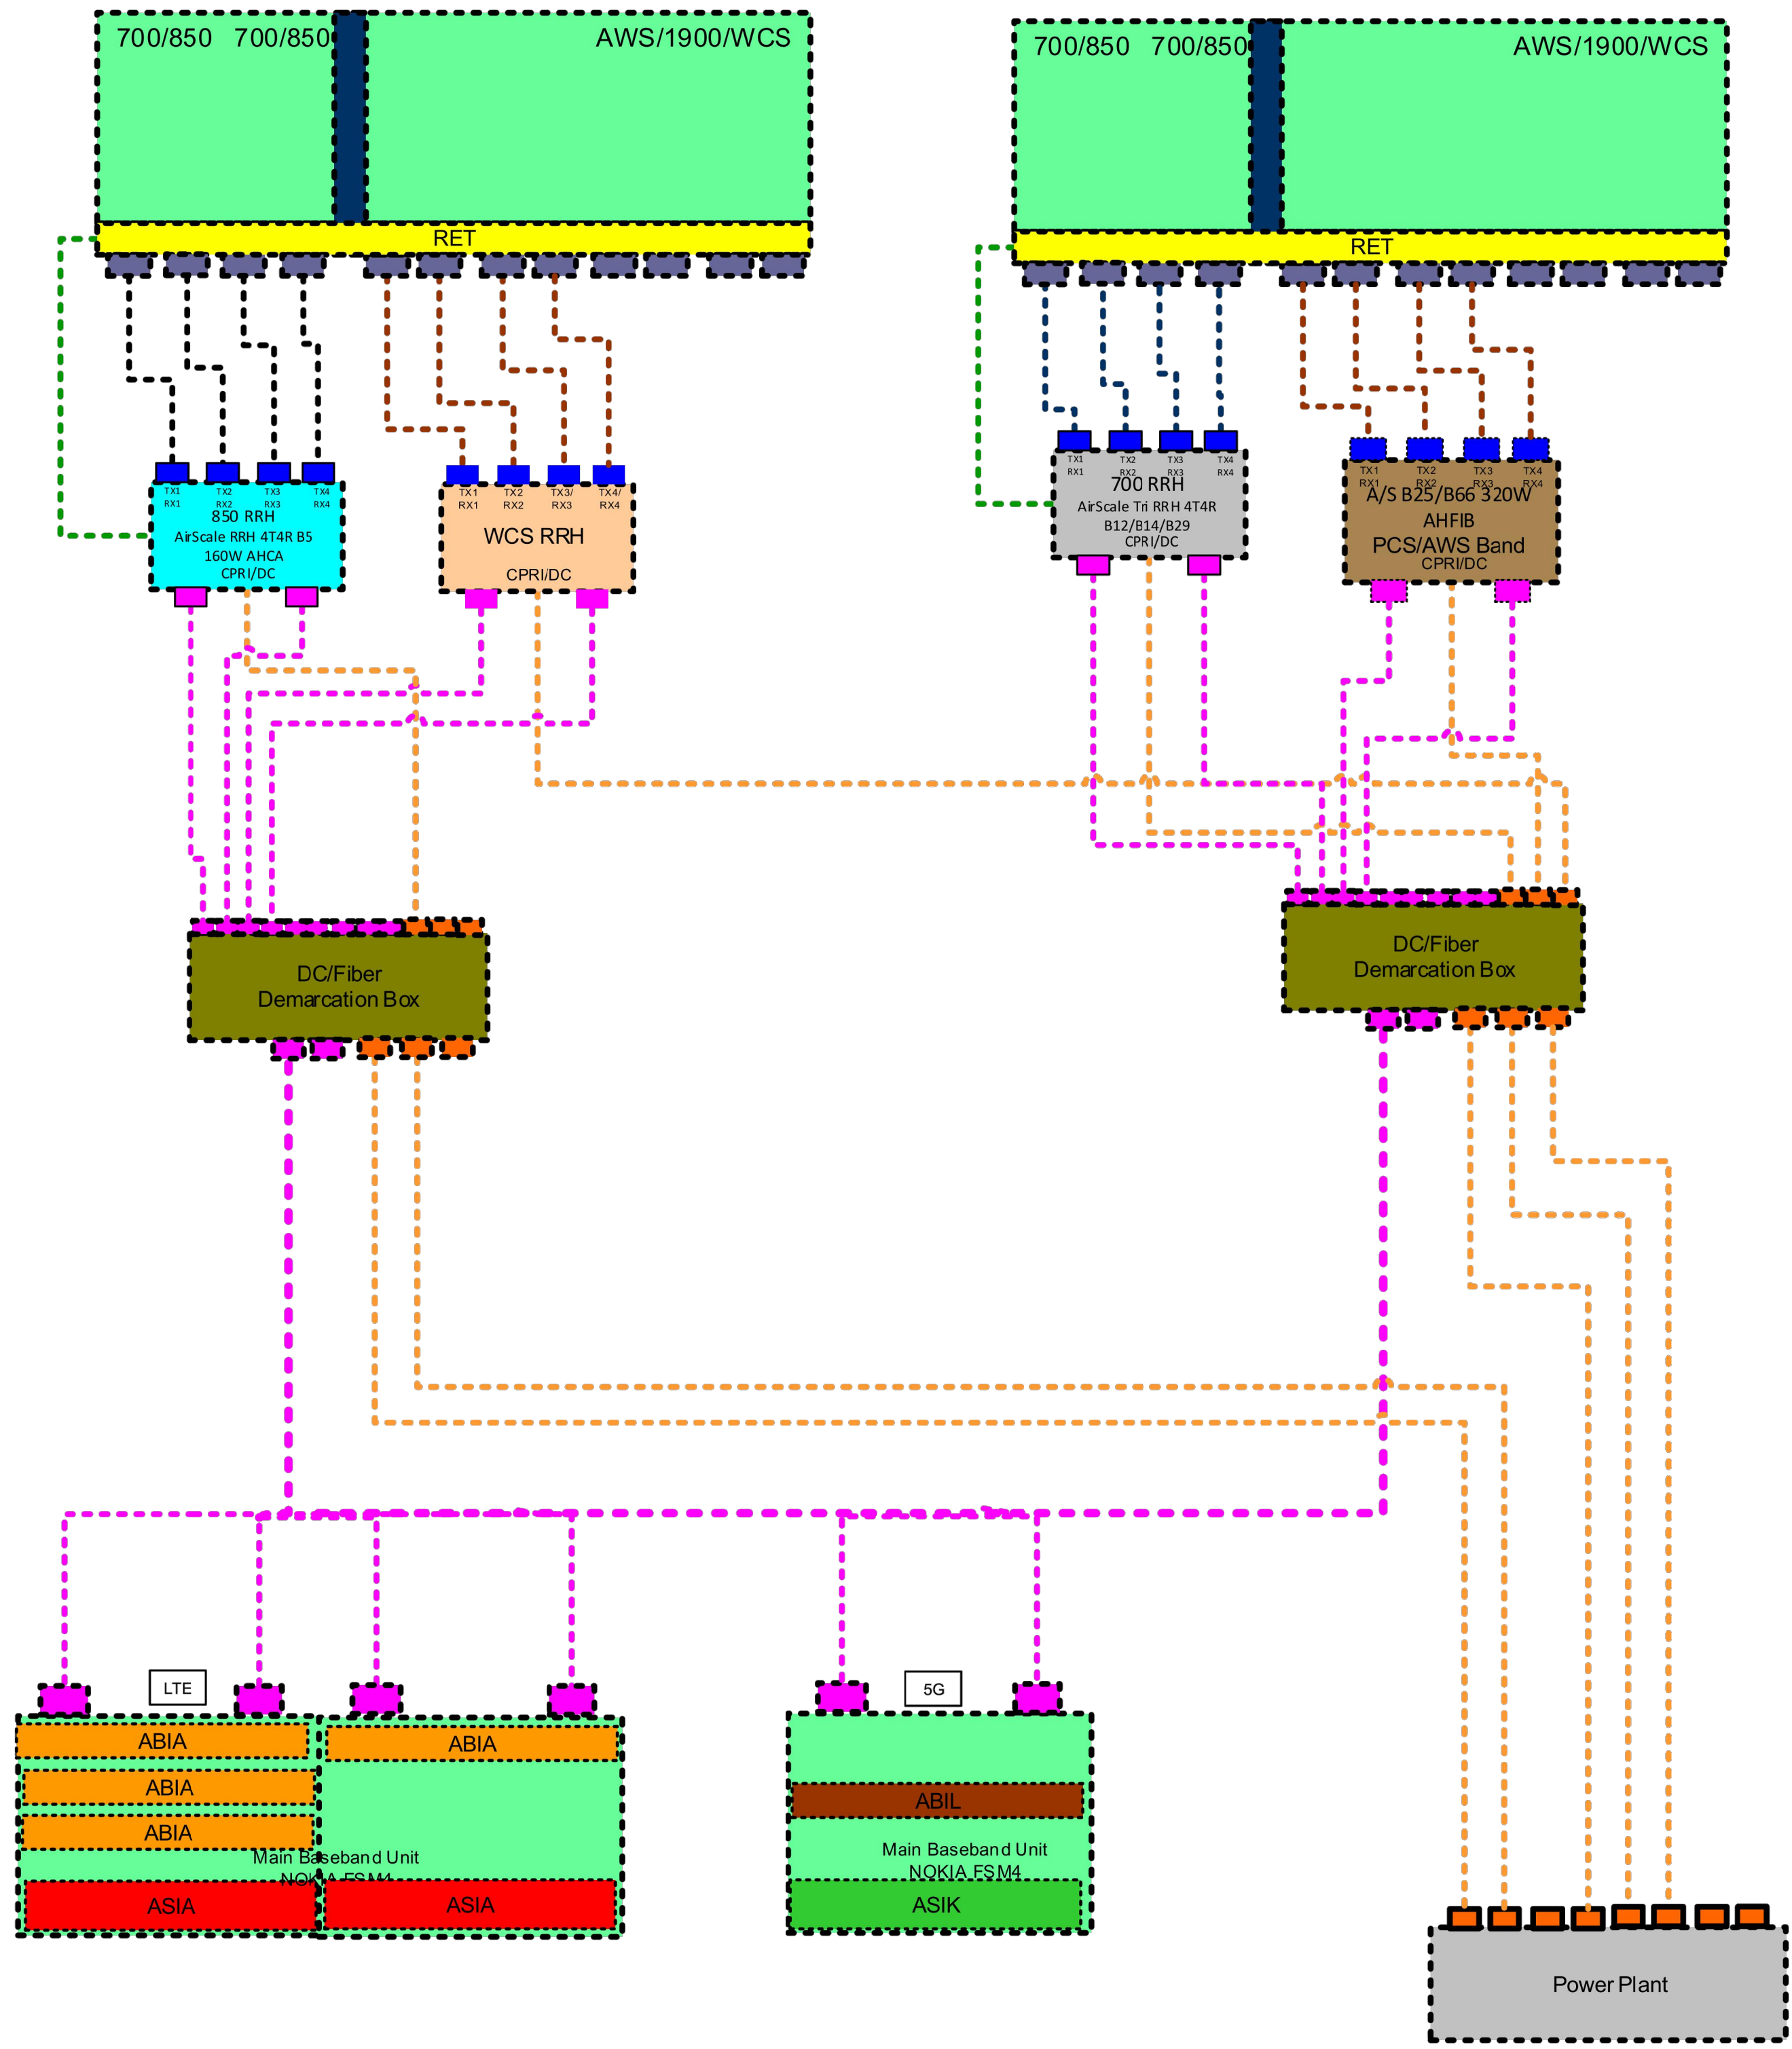 700/850 700/850 AWS/1900/WCS
RET
700/850 700/850 AWS/1900/WCS
RET
TX1 TX2 TX3 TX4
RX1 RX2 RX3 RX4
850 RRH
AirScale RRH 4T4R B5
160W AHCA
CPRI/DC
TX1 TX2 TX3/ TX4/
RX1 RX2 RX3 RX4
WCS RRH
CPRI/DC
TX1 TX2 TX3 TX4
RX1 RX2 RX3 RX4
700 RRH
AirScale Tri RRH 4T4R
B12/B14/B29
CPRI/DC
TX1 TX2 TX3 TX4
RX1 RX2 RX3 RX4
A/S B25/B66 320W
AHFIB
PCS/AWS Band
CPRI/DC
DC/Fiber
Demarcation Box
DC/Fiber
Demarcation Box
LTE
ABIA
ABIA
ABIA
ABIA
Main Baseband Unit
NOKIA FSM4
ASIA
ASIA
5G
ABIL
Main Baseband Unit
NOKIA FSM4
ASIK
Power Plant